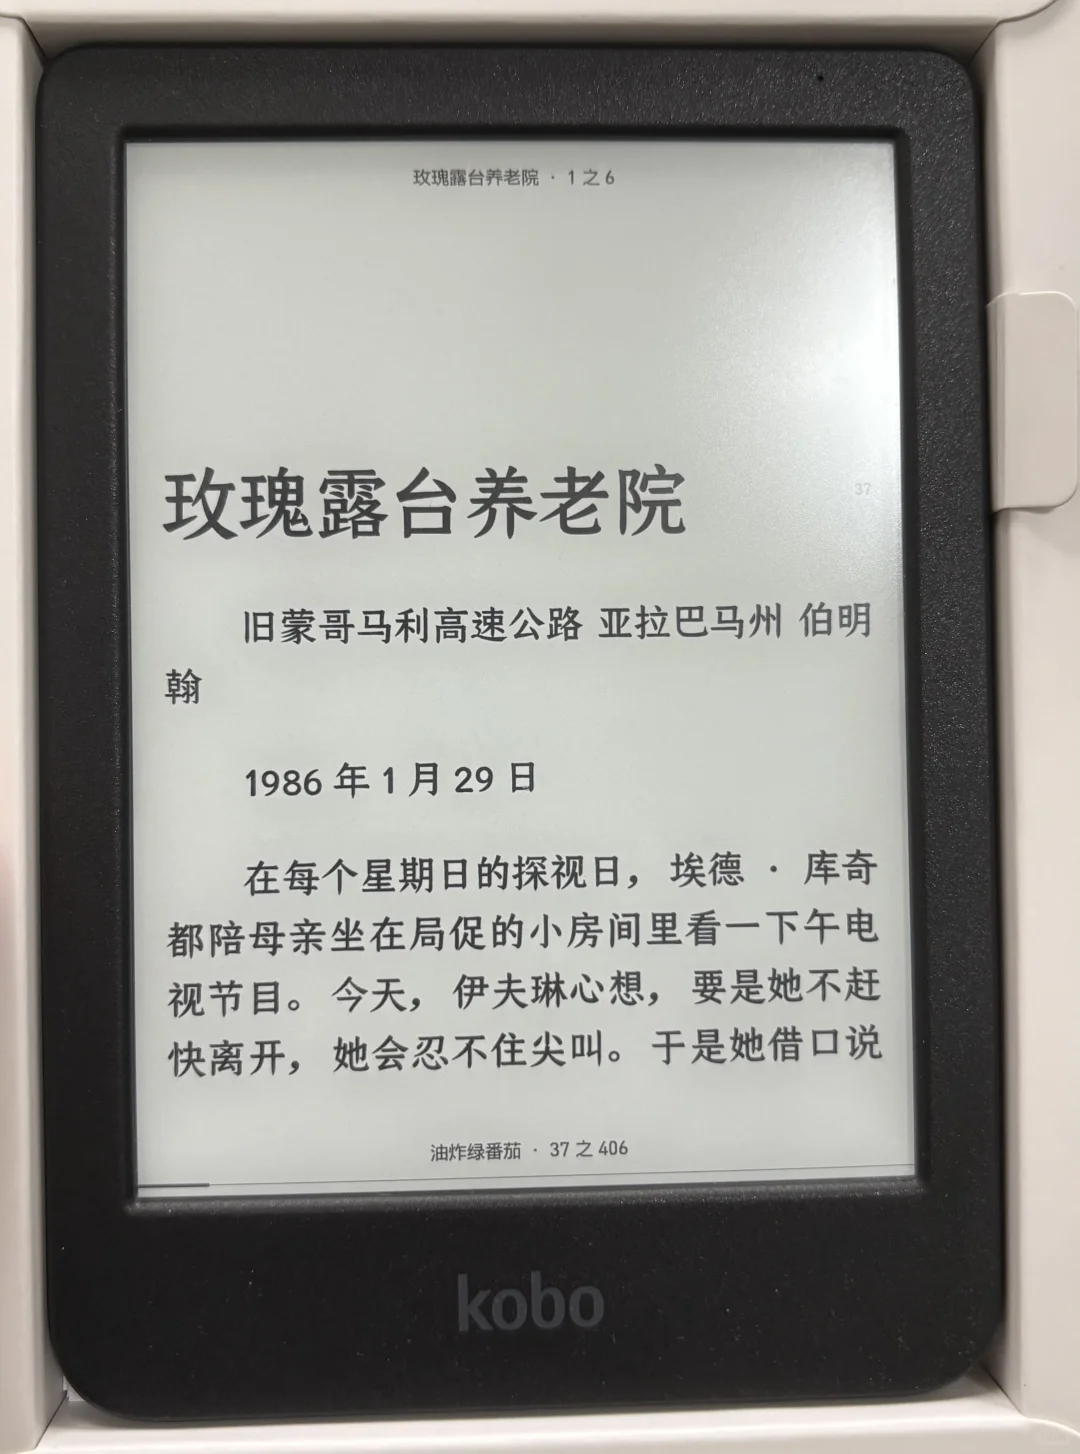 玫瑰露台养老院 · 1 之 6
玫瑰露台养老院
37
旧蒙哥马利高速公路 亚拉巴马州 伯明
翰
1986 年 1 月 29 日
在每个星期日的探视日，埃德 · 库奇
都陪母亲坐在局促的小房间里看一下午电
视节目。今天，伊夫琳心想，要是她不赶
快离开，她会忍不住尖叫。于是她借口说
油炸绿番茄 · 37 之 406
kobo